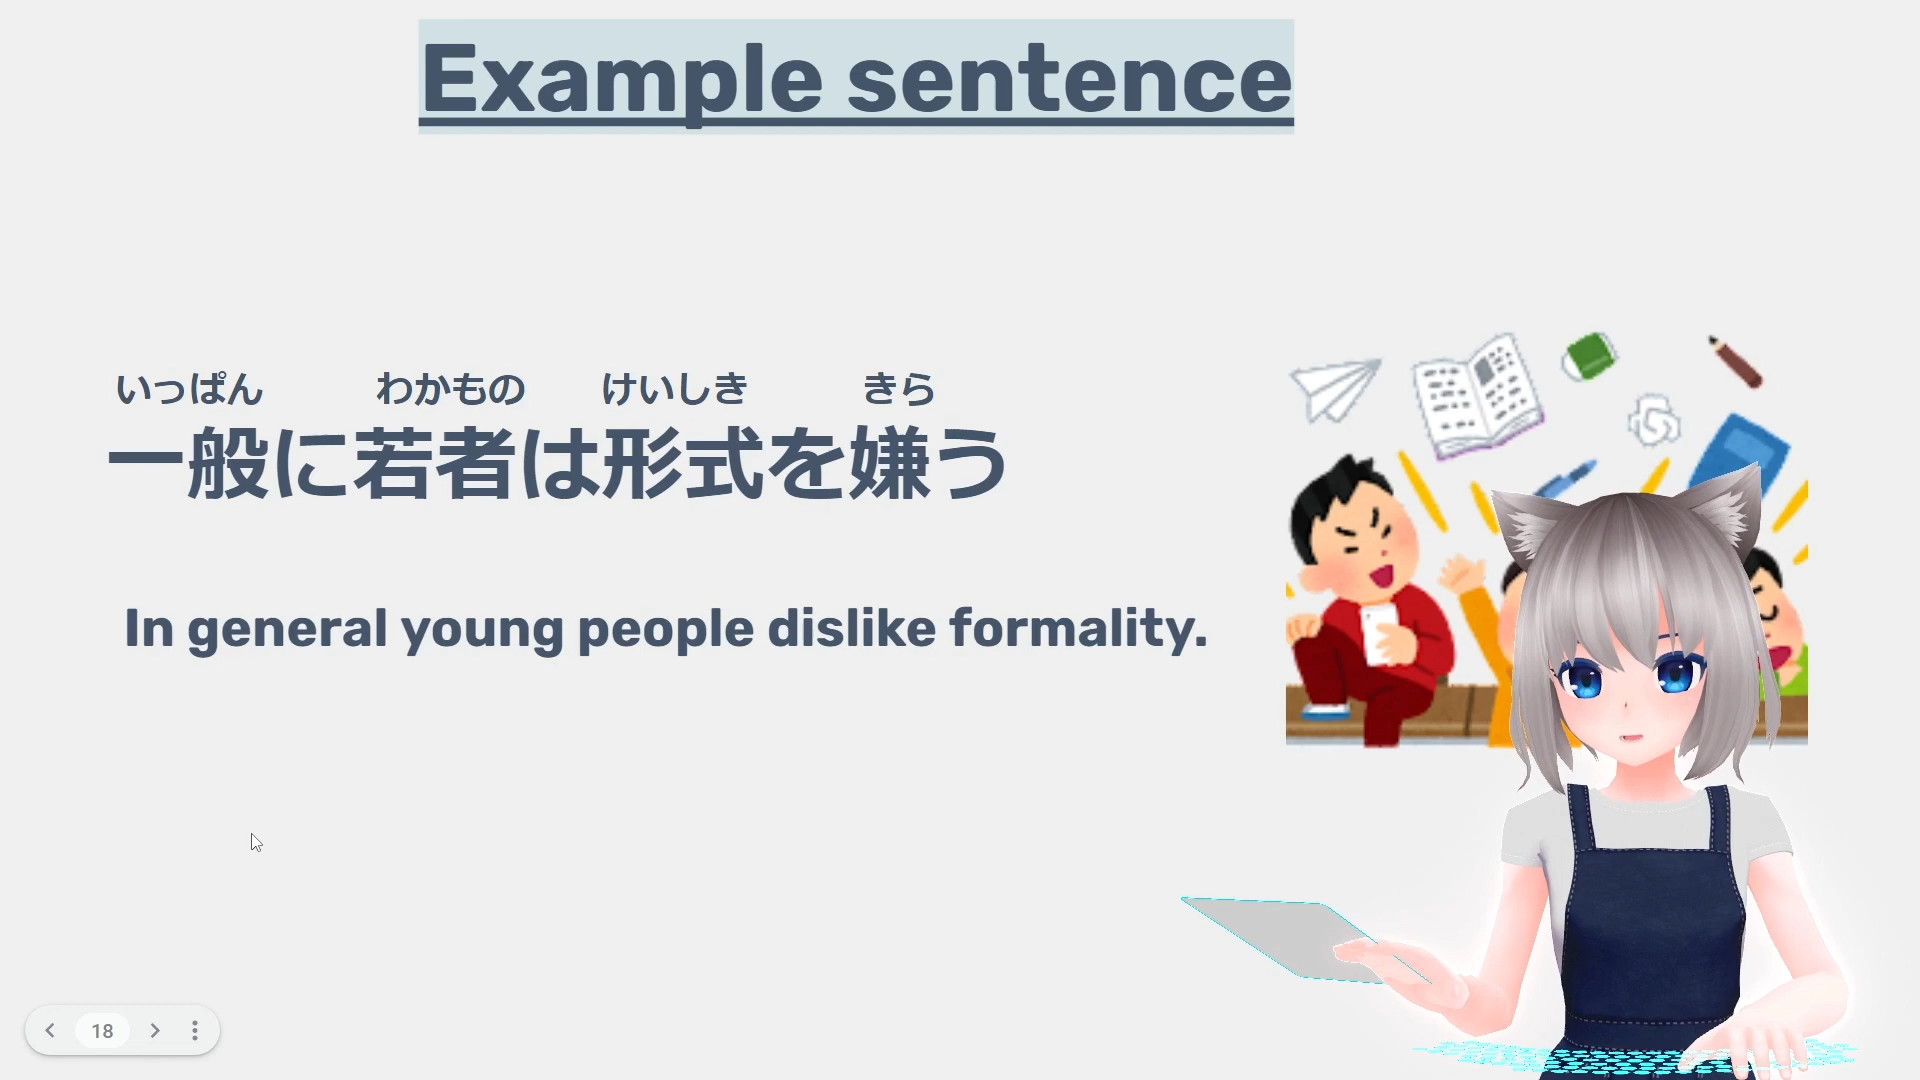 Example sentence
いっぱん わかもの けいしき きら
一般に若者は形式を嫌う
In general young people dislike formality.
18